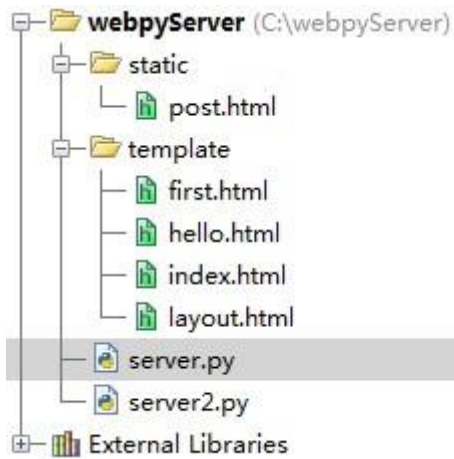 webpyServer (C:\webpyServer)
static
post.html
template
first.html
hello.html
index.html
layout.html
server.py
server2.py
External Libraries